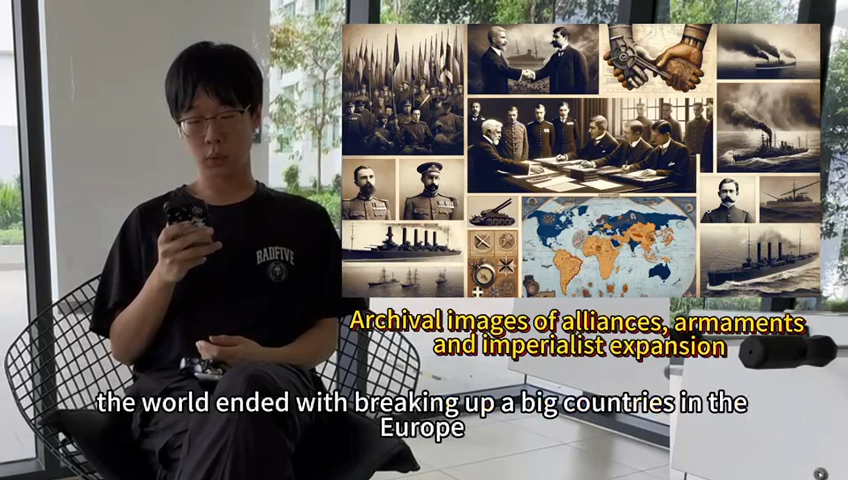 BADFIVE
Archival images of alliances, armaments
and imperialist expansion
the world ended with breaking up a big countries in the
Europe